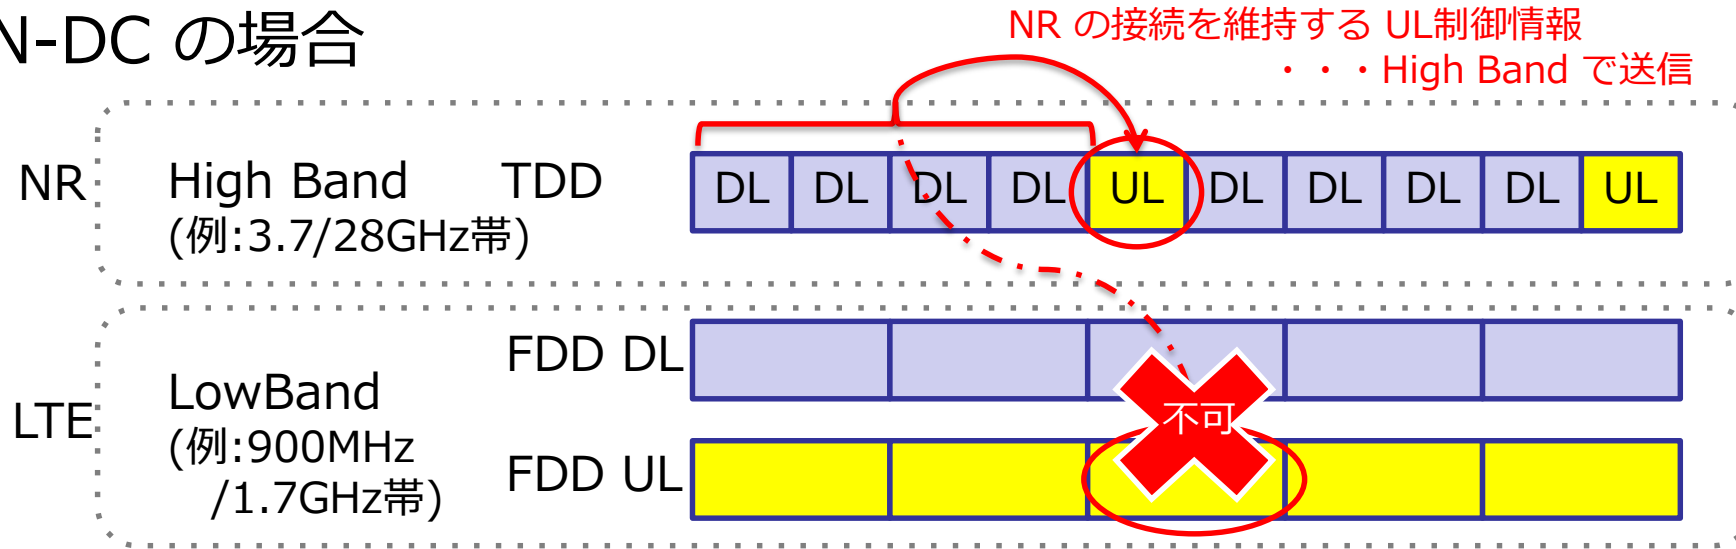 N-DC の場合
NR の接続を維持する UL制御情報
・・・High Band で送信
NR
High Band TDD
(例:3.7/28GHz帯)
DL DL DL DL UL DL DL DL DL UL
LTE
FDD DL
LowBand
(例:900MHz
/1.7GHz帯)
FDD UL
不可